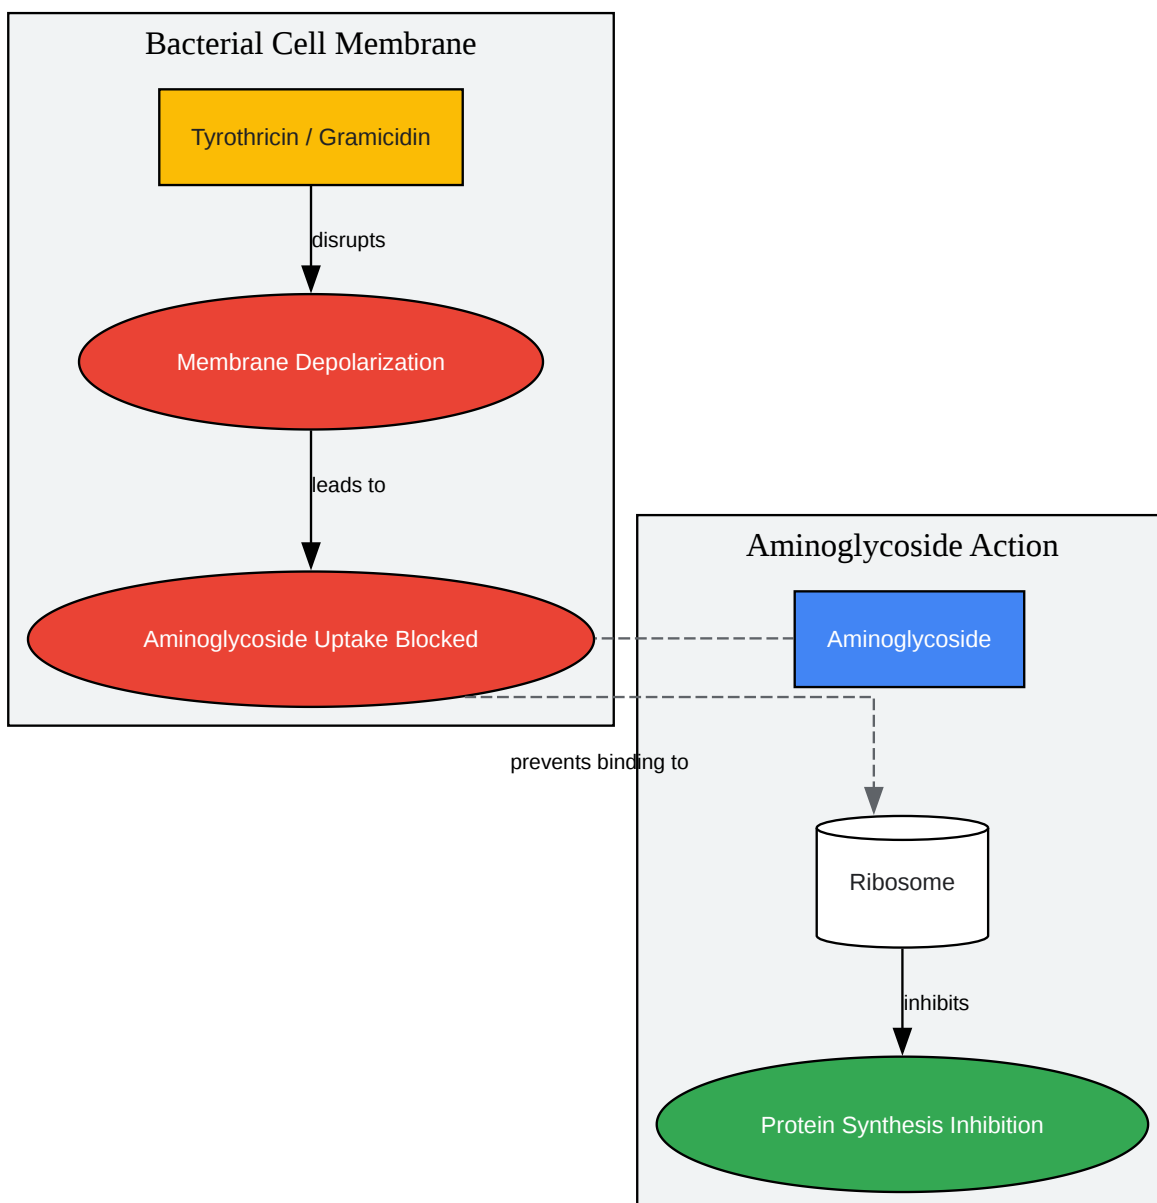 Bacterial Cell Membrane
Tyrothricin / Gramicidin
disrupts
Membrane Depolarization
leads to
Aminoglycoside Uptake Blocked
Aminoglycoside Action
Aminoglycoside
prevents binding to
Ribosome
inhibits
Protein Synthesis Inhibition